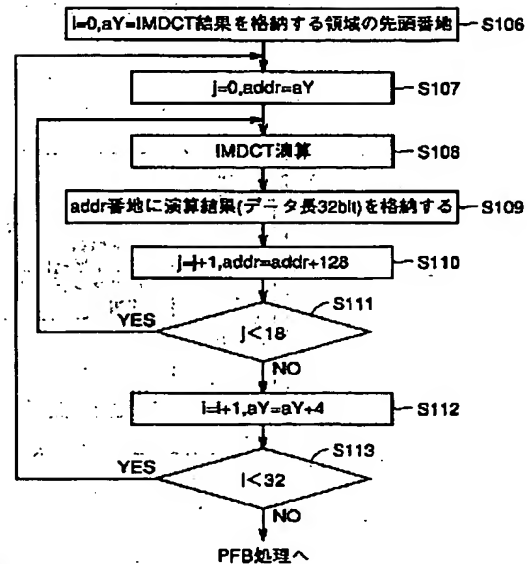 i=0,aY=IMDCT結果を格納する領域の先頭番地 S106
j=0,addr=aY S107
IMDCT演算 S108
addr番地に演算結果(データ長32bit)を格納する S109
j=j+1,addr=addr+128 S110
S111
YES
j<18
NO
i=i+1,aY=aY+4 S112
S113
YES
i<32
NO
PFB処理へ